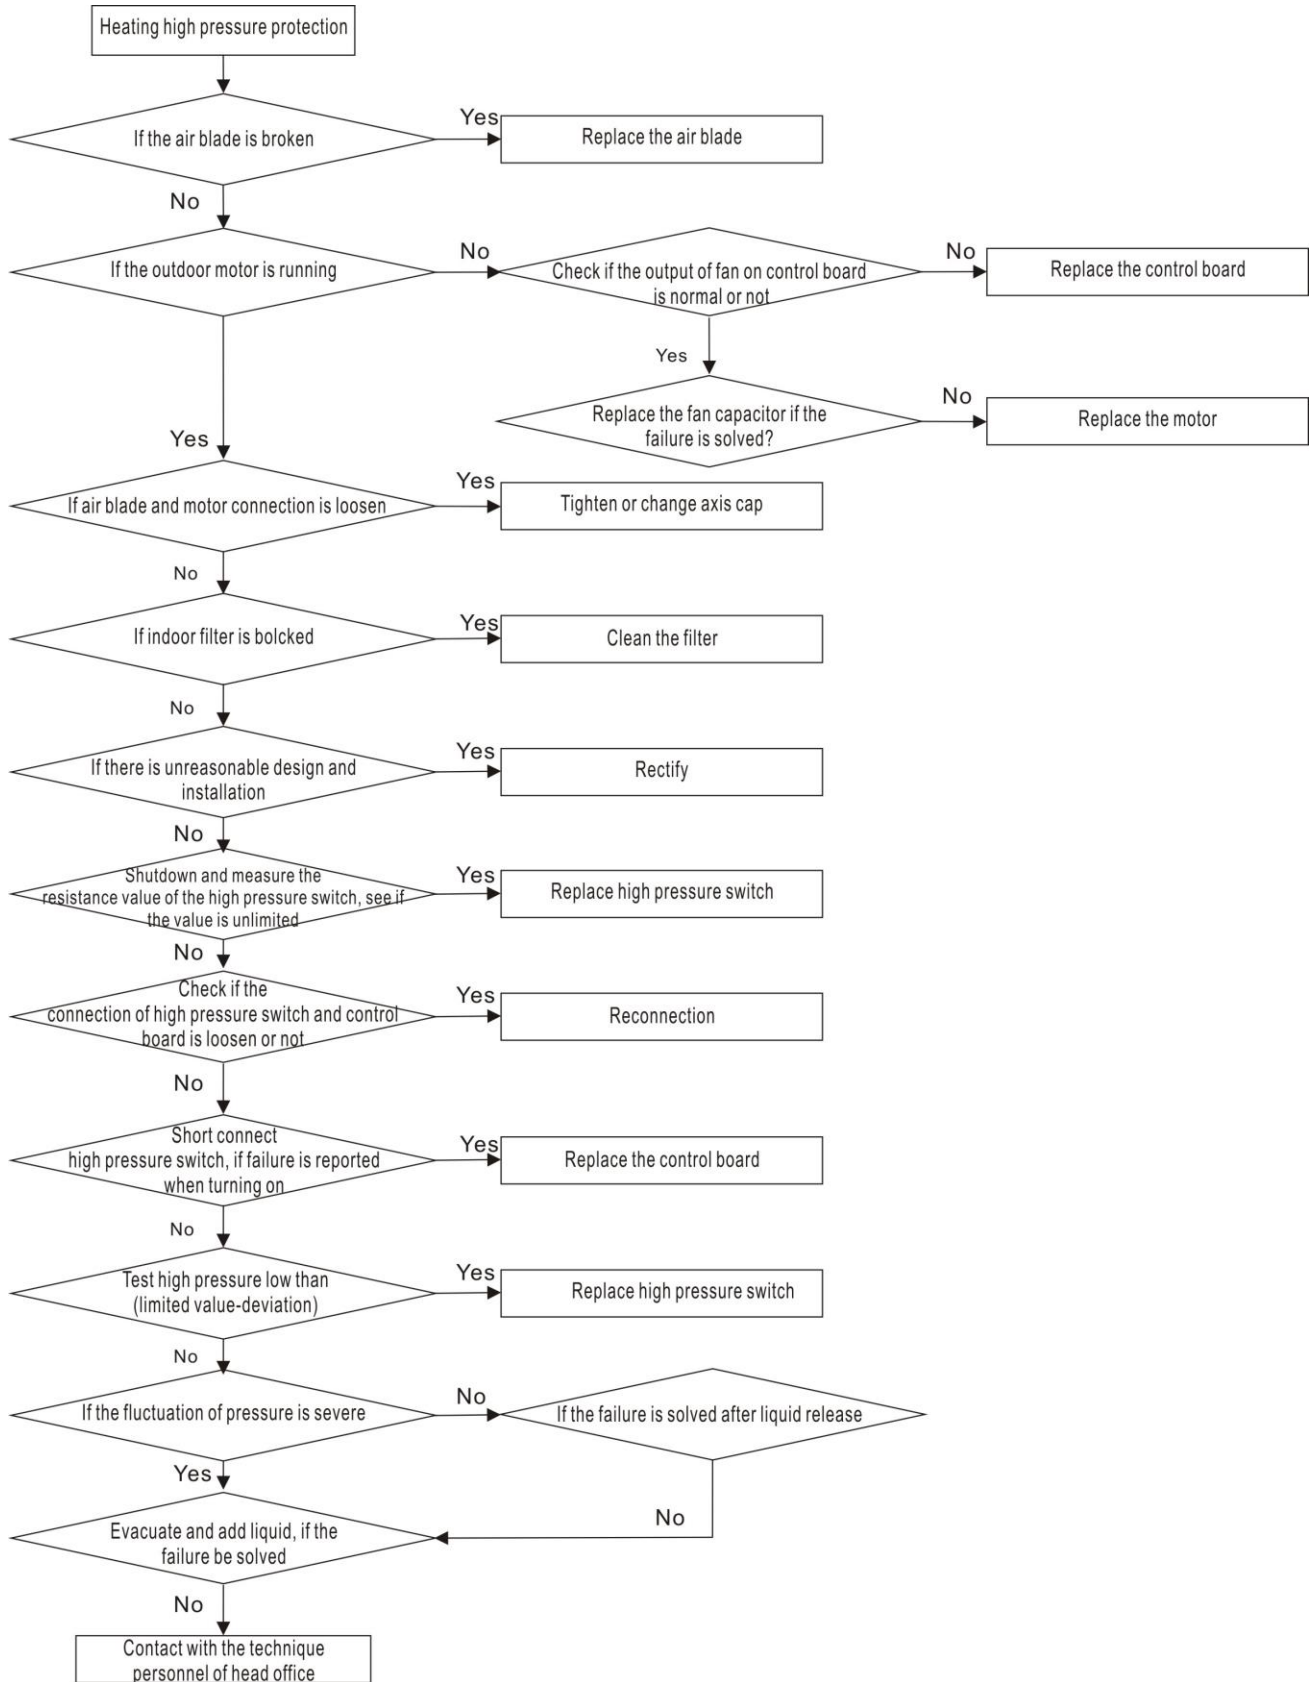 Heating high pressure protection
If the air blade is broken
Yes
Replace the air blade
No
If the outdoor motor is running
No
Check if the output of fan on control board
is normal or not
No
Replace the control board
Yes
Replace the fan capacitor if the
failure is solved?
No
Replace the motor
Yes
If air blade and motor connection is loosen
Yes
Tighten or change axis cap
No
If indoor filter is bolcked
Yes
Clean the filter
No
If there is unreasonable design and
installation
Yes
Rectify
No
Shutdown and measure the
resistance value of the high pressure switch, see if
the value is unlimited
Yes
Replace high pressure switch
No
Check if the
connection of high pressure switch and control
board is loosen or not
Yes
Reconnection
No
Short connect
high pressure switch, if failure is reported
when turning on
Yes
Replace the control board
No
Test high pressure low than
(limited value-deviation)
Yes
Replace high pressure switch
No
If the fluctuation of pressure is severe
No
If the failure is solved after liquid release
Yes
No
Evacuate and add liquid, if the
failure be solved
No
Contact with the technique
personnel of head office